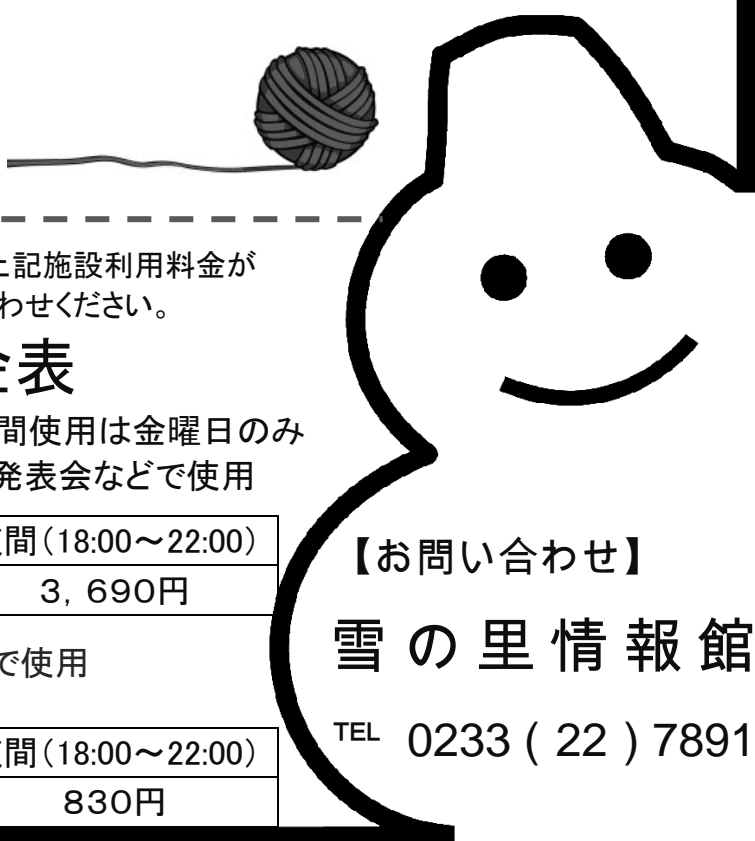 上記施設利用料金が
わせください。
金表
間使用は金曜日のみ
発表会などで使用
夜間（18:00～22:00）
3，690円
で使用
夜間（18:00～22:00）
830円
【お問い合わせ】
雪の里情報館
TEL 0233 ( 22 ) 7891